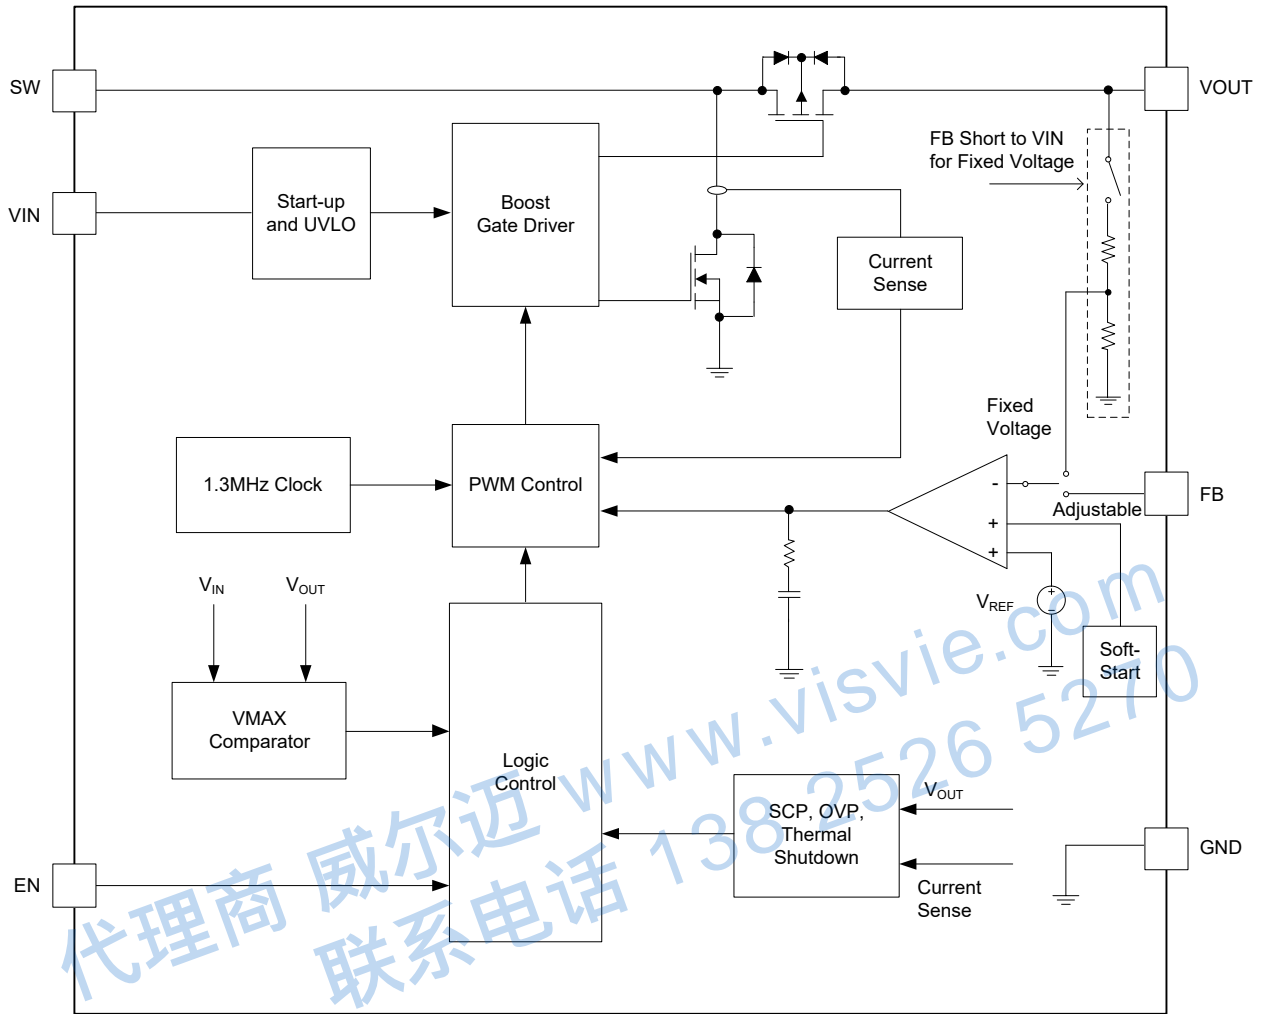 SW
VOUT
FB Short to VIN
for Fixed Voltage
Start-up
and UVLO
Boost
Gate Driver
VIN
Current
Sense
Fixed
Voltage
1.3MHz Clock
PWM Control
-
+
+
Adjustable
FB
VIN
VOUT
VREF
+
−
Soft-
Start
VMAX
Comparator
Logic
Control
SCP, OVP,
Thermal
Shutdown
VOUT
Current
Sense
GND
EN
代理商 威尔迈 www.visvie.com
联系电话 138 2526 5270